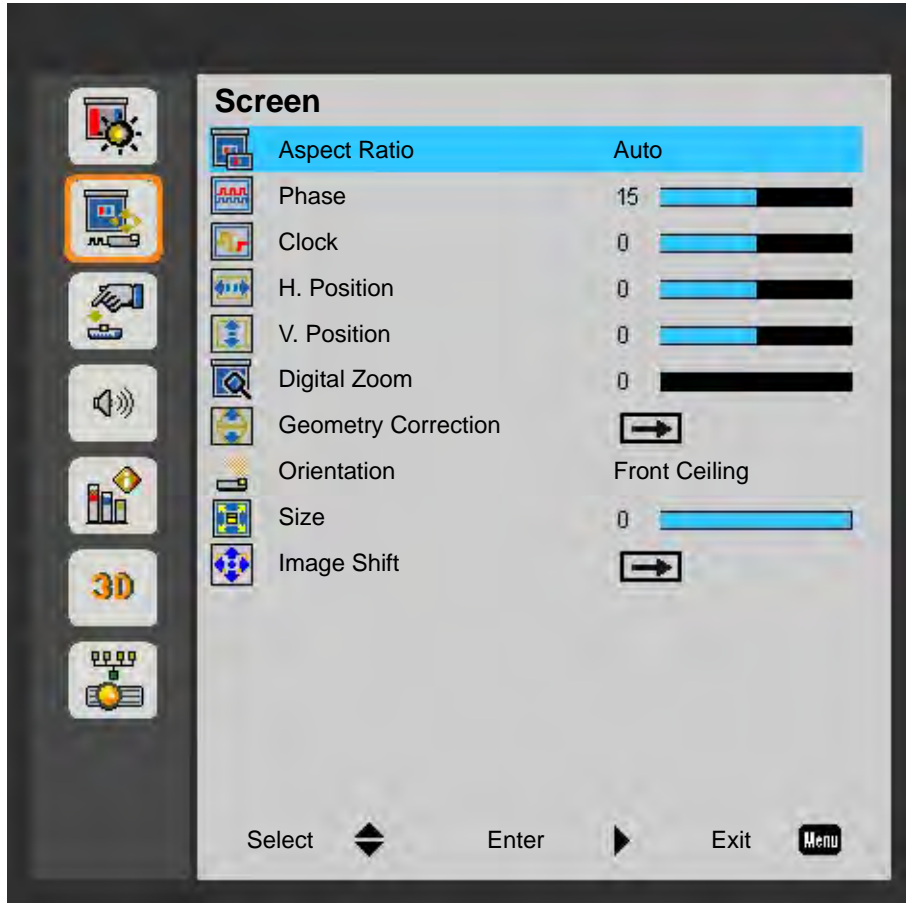 Screen
Aspect Ratio Auto
Phase 15
Clock 0
H. Position 0
V. Position 0
Digital Zoom 0
Geometry Correction
Orientation Front Ceiling
Size 0
Image Shift
3D
Select Enter Exit Menu